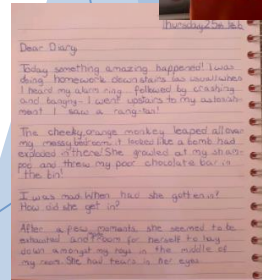 Thursday 25th Feb
Dear Diary,
Today something amazing happened! I was
doing homework downstairs (as usual) when
I heard my alarm ring followed by crashing
and banging. I went upstairs to my astonish-
ment I saw a rang-tan!
The cheeky, orange monkey leaped all over
my messy bedroom it looked like a bomb had
exploded in there! She growled at my sham-
poo and threw my poor chocolate bar in
the bin!
I was mad. When had she gotten in?
How did she get in?
After a few moments, she seemed to be
exhausted and room for herself to lay
down amongst my toys in the middle of
my room. She had tears in her eyes